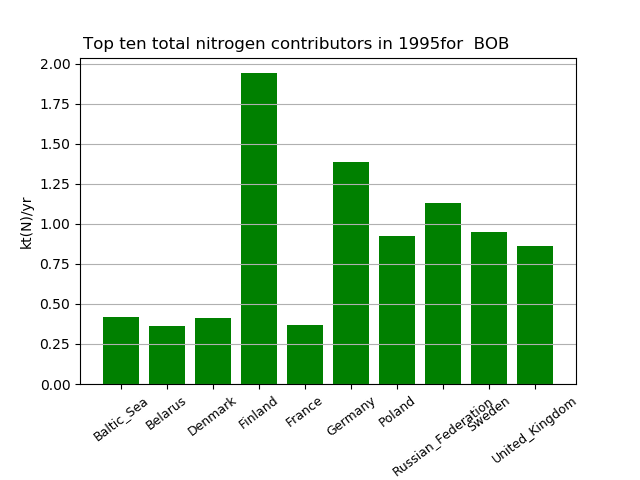 Top ten total nitrogen contributors in 1995for  BOB
2.00
1.75
1.50
1.25
1.00
0.75
0.50
0.25
0.00
kt(N)/yr
Baltic_Sea
Belarus
Denmark
Finland
France
Germany
Poland
Russian_Federation
Sweden
United_Kingdom